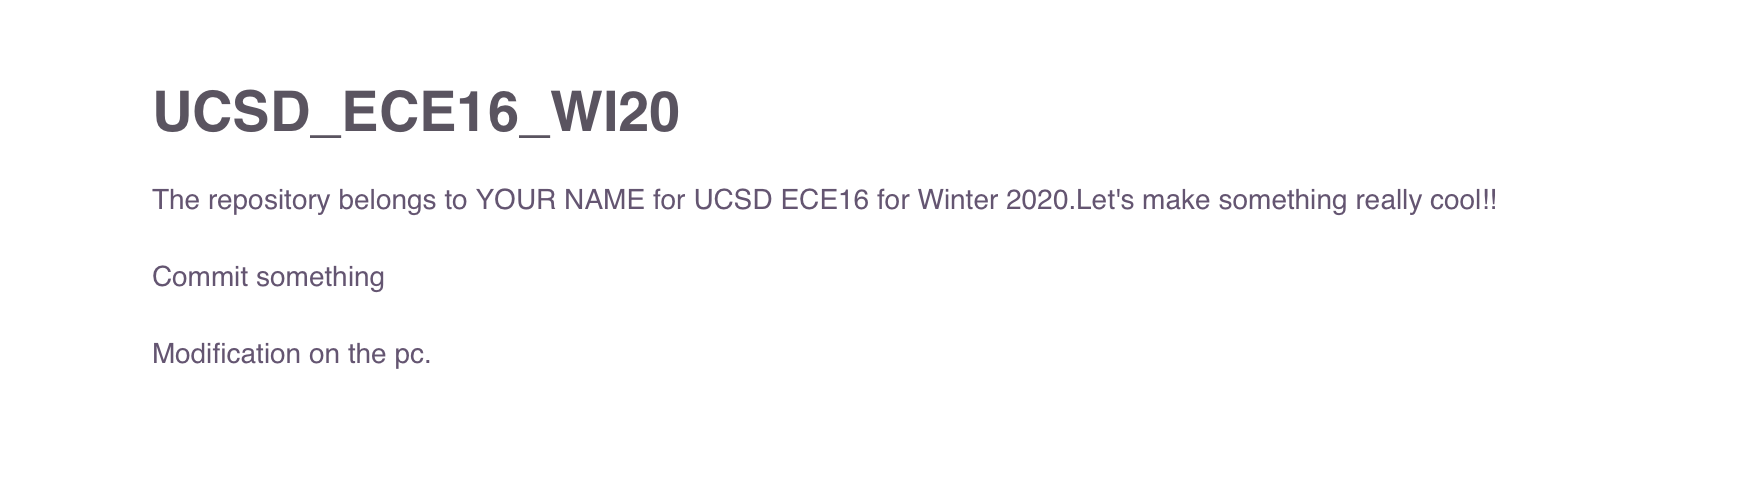 UCSD_ECE16_WI20
The repository belongs to YOUR NAME for UCSD ECE16 for Winter 2020.Let's make something really cool!!
Commit something
Modification on the pc.